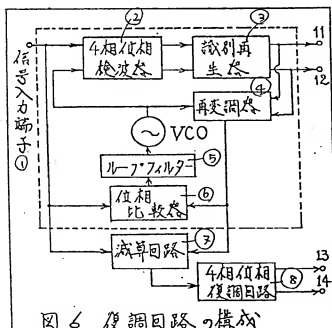 ②
4相位相
検波器
③
識別再
生器
11
12
④
再変調器
信号入力端子①
VCO
ループフィルター
⑤
位相
比較器
⑥
⑦
減算回路
4相位相
復調回路
⑧
13
14
図6 復調回路の構成